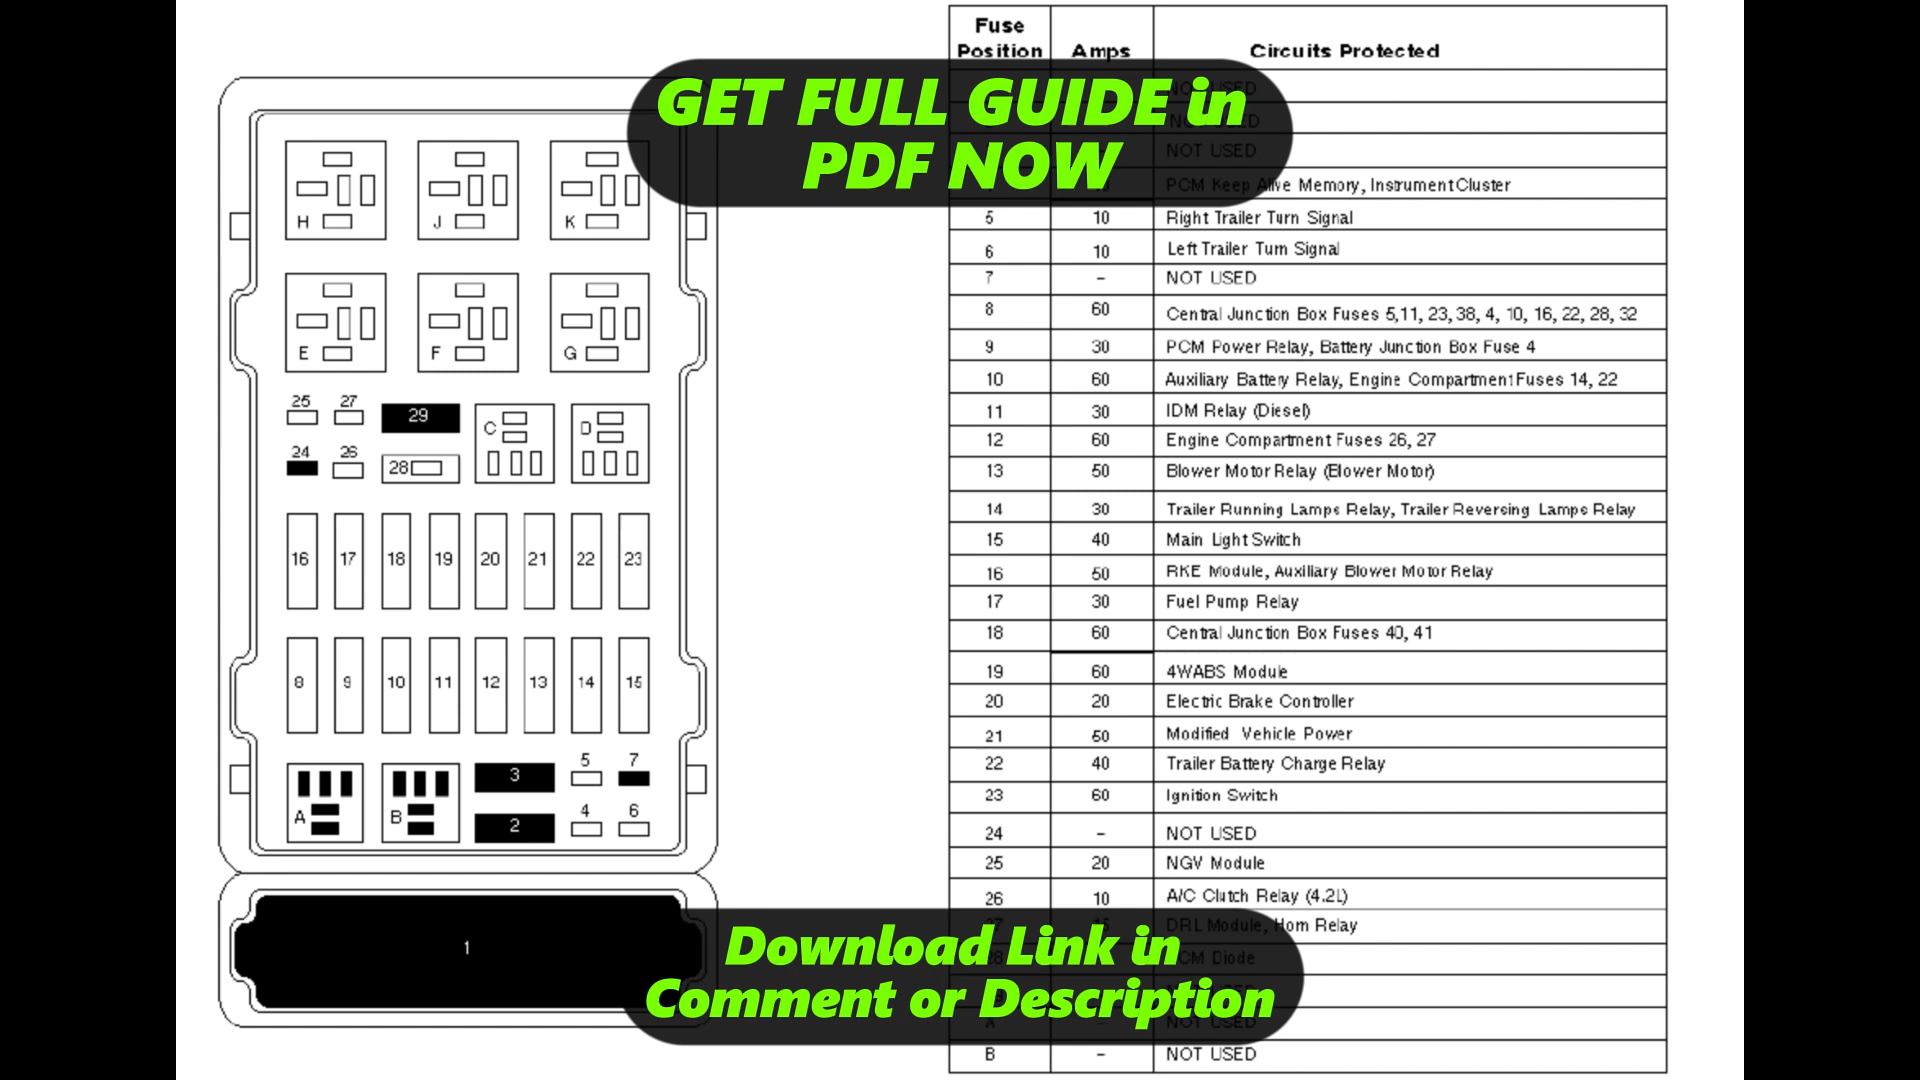 GET FULL GUIDE in
PDF NOW
H J K
E F G
25 27 29 C D
24 26 28
16 17 18 19 20 21 22 23
8 9 10 11 12 13 14 15
A B 3 5 7
2 4 6
1
Fuse Position Amps Circuits Protected
NOT USED
NOT USED
NOT USED
PCM Keep Alive Memory, Instrument Cluster
5 10 Right Trailer Turn Signal
6 10 Left Trailer Turn Signal
7 – NOT USED
8 60 Central Junction Box Fuses 5,11, 23, 38, 4, 10, 16, 22, 28, 32
9 30 PCM Power Relay, Battery Junction Box Fuse 4
10 60 Auxiliary Battery Relay, Engine Compartment Fuses 14, 22
11 30 IDM Relay (Diesel)
12 60 Engine Compartment Fuses 26, 27
13 50 Blower Motor Relay (Blower Motor)
14 30 Trailer Running Lamps Relay, Trailer Reversing Lamps Relay
15 40 Main Light Switch
16 50 RKE Module, Auxiliary Blower Motor Relay
17 30 Fuel Pump Relay
18 60 Central Junction Box Fuses 40, 41
19 60 4WABS Module
20 20 Electric Brake Controller
21 50 Modified Vehicle Power
22 40 Trailer Battery Charge Relay
23 60 Ignition Switch
24 – NOT USED
25 20 NGV Module
26 10 A/C Clutch Relay (4.2L)
27 15 DRL Module, Horn Relay
28 PCM Diode
A – NOT USED
B – NOT USED
Download Link in
Comment or Description